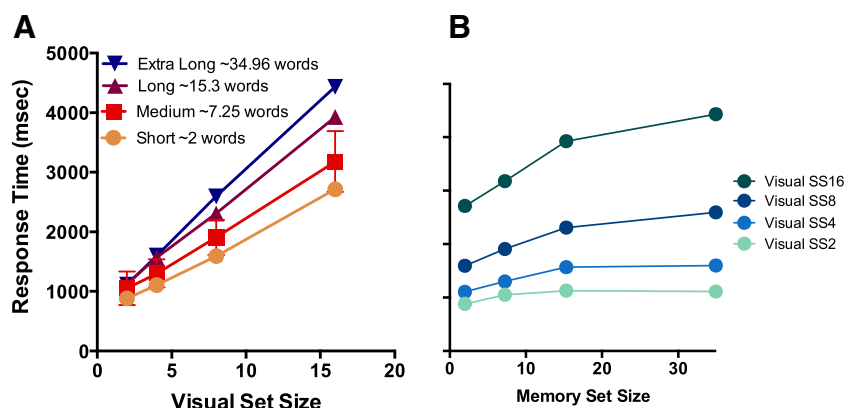 A
B
5000
4000
3000
2000
1000
0
Response Time (msec)
Extra Long ~34.96 words
Long ~15.3 words
Medium ~7.25 words
Short ~2 words
0 5 10 15 20
Visual Set Size
Visual SS16
Visual SS8
Visual SS4
Visual SS2
0 10 20 30
Memory Set Size